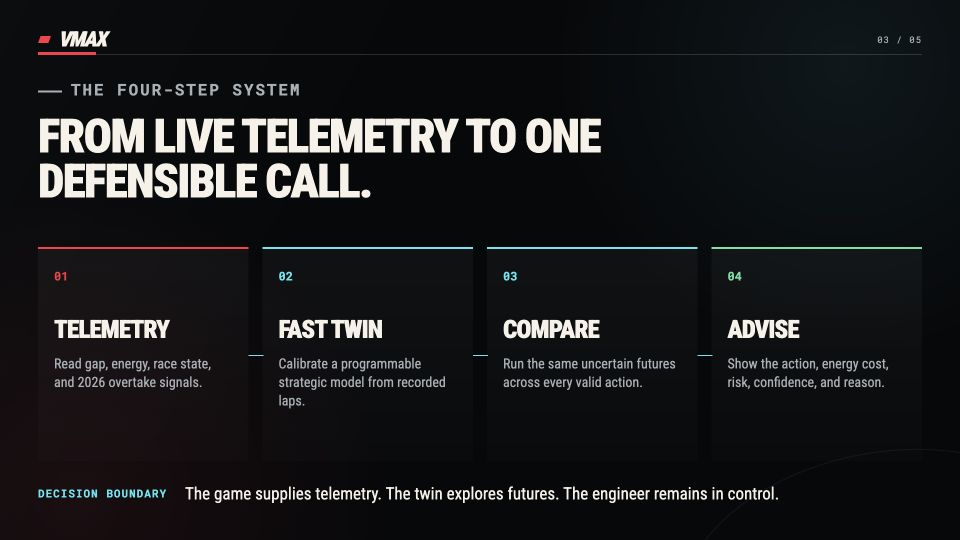 VMAX
03 / 05
THE FOUR-STEP SYSTEM
FROM LIVE TELEMETRY TO ONE
DEFENSIBLE CALL.
01
TELEMETRY
Read gap, energy, race state,
and 2026 overtake signals.
02
FAST TWIN
Calibrate a programmable
strategic model from recorded
laps.
03
COMPARE
Run the same uncertain futures
across every valid action.
04
ADVISE
Show the action, energy cost,
risk, confidence, and reason.
DECISION BOUNDARY The game supplies telemetry. The twin explores futures. The engineer remains in control.